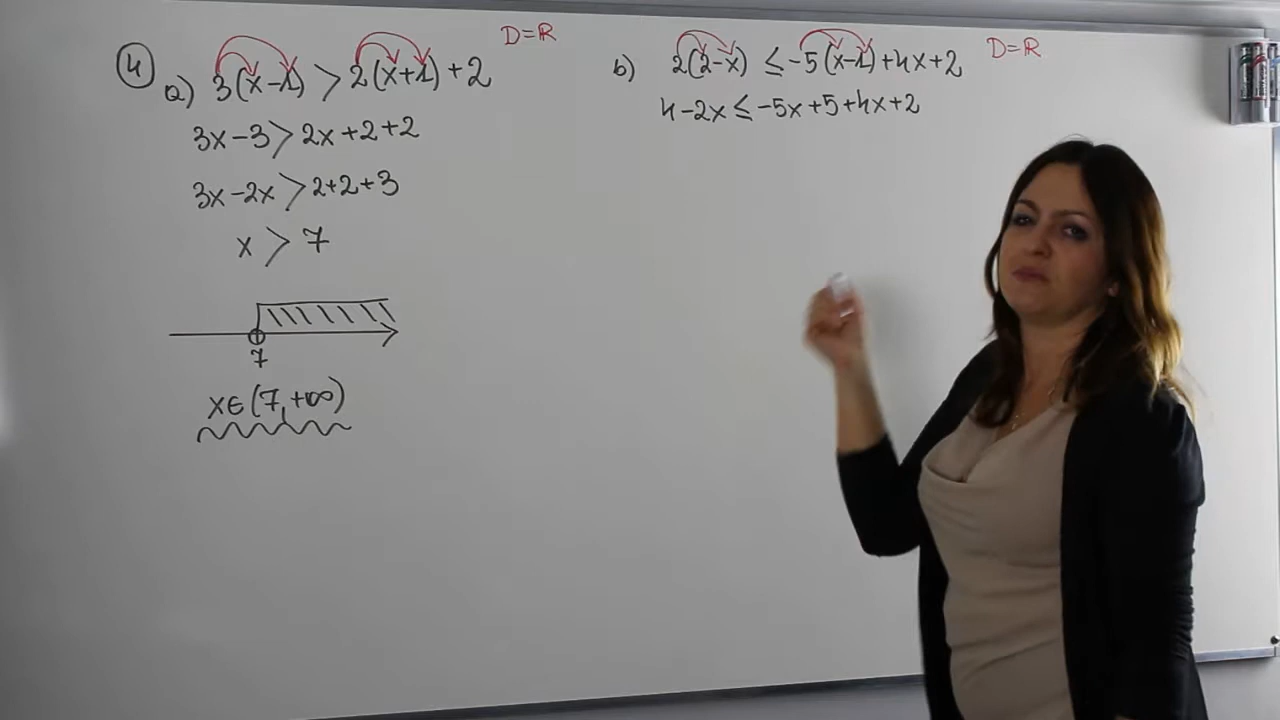 4
a) 3(x-1) > 2(x+1)+2 D=ℝ
3x-3 > 2x+2+2
3x-2x > 2+2+3
x > 7
7
x∈(7,+∞)
b) 2(2-x) ≤ -5(x-1)+4x+2 D=ℝ
4-2x ≤ -5x+5+4x+2